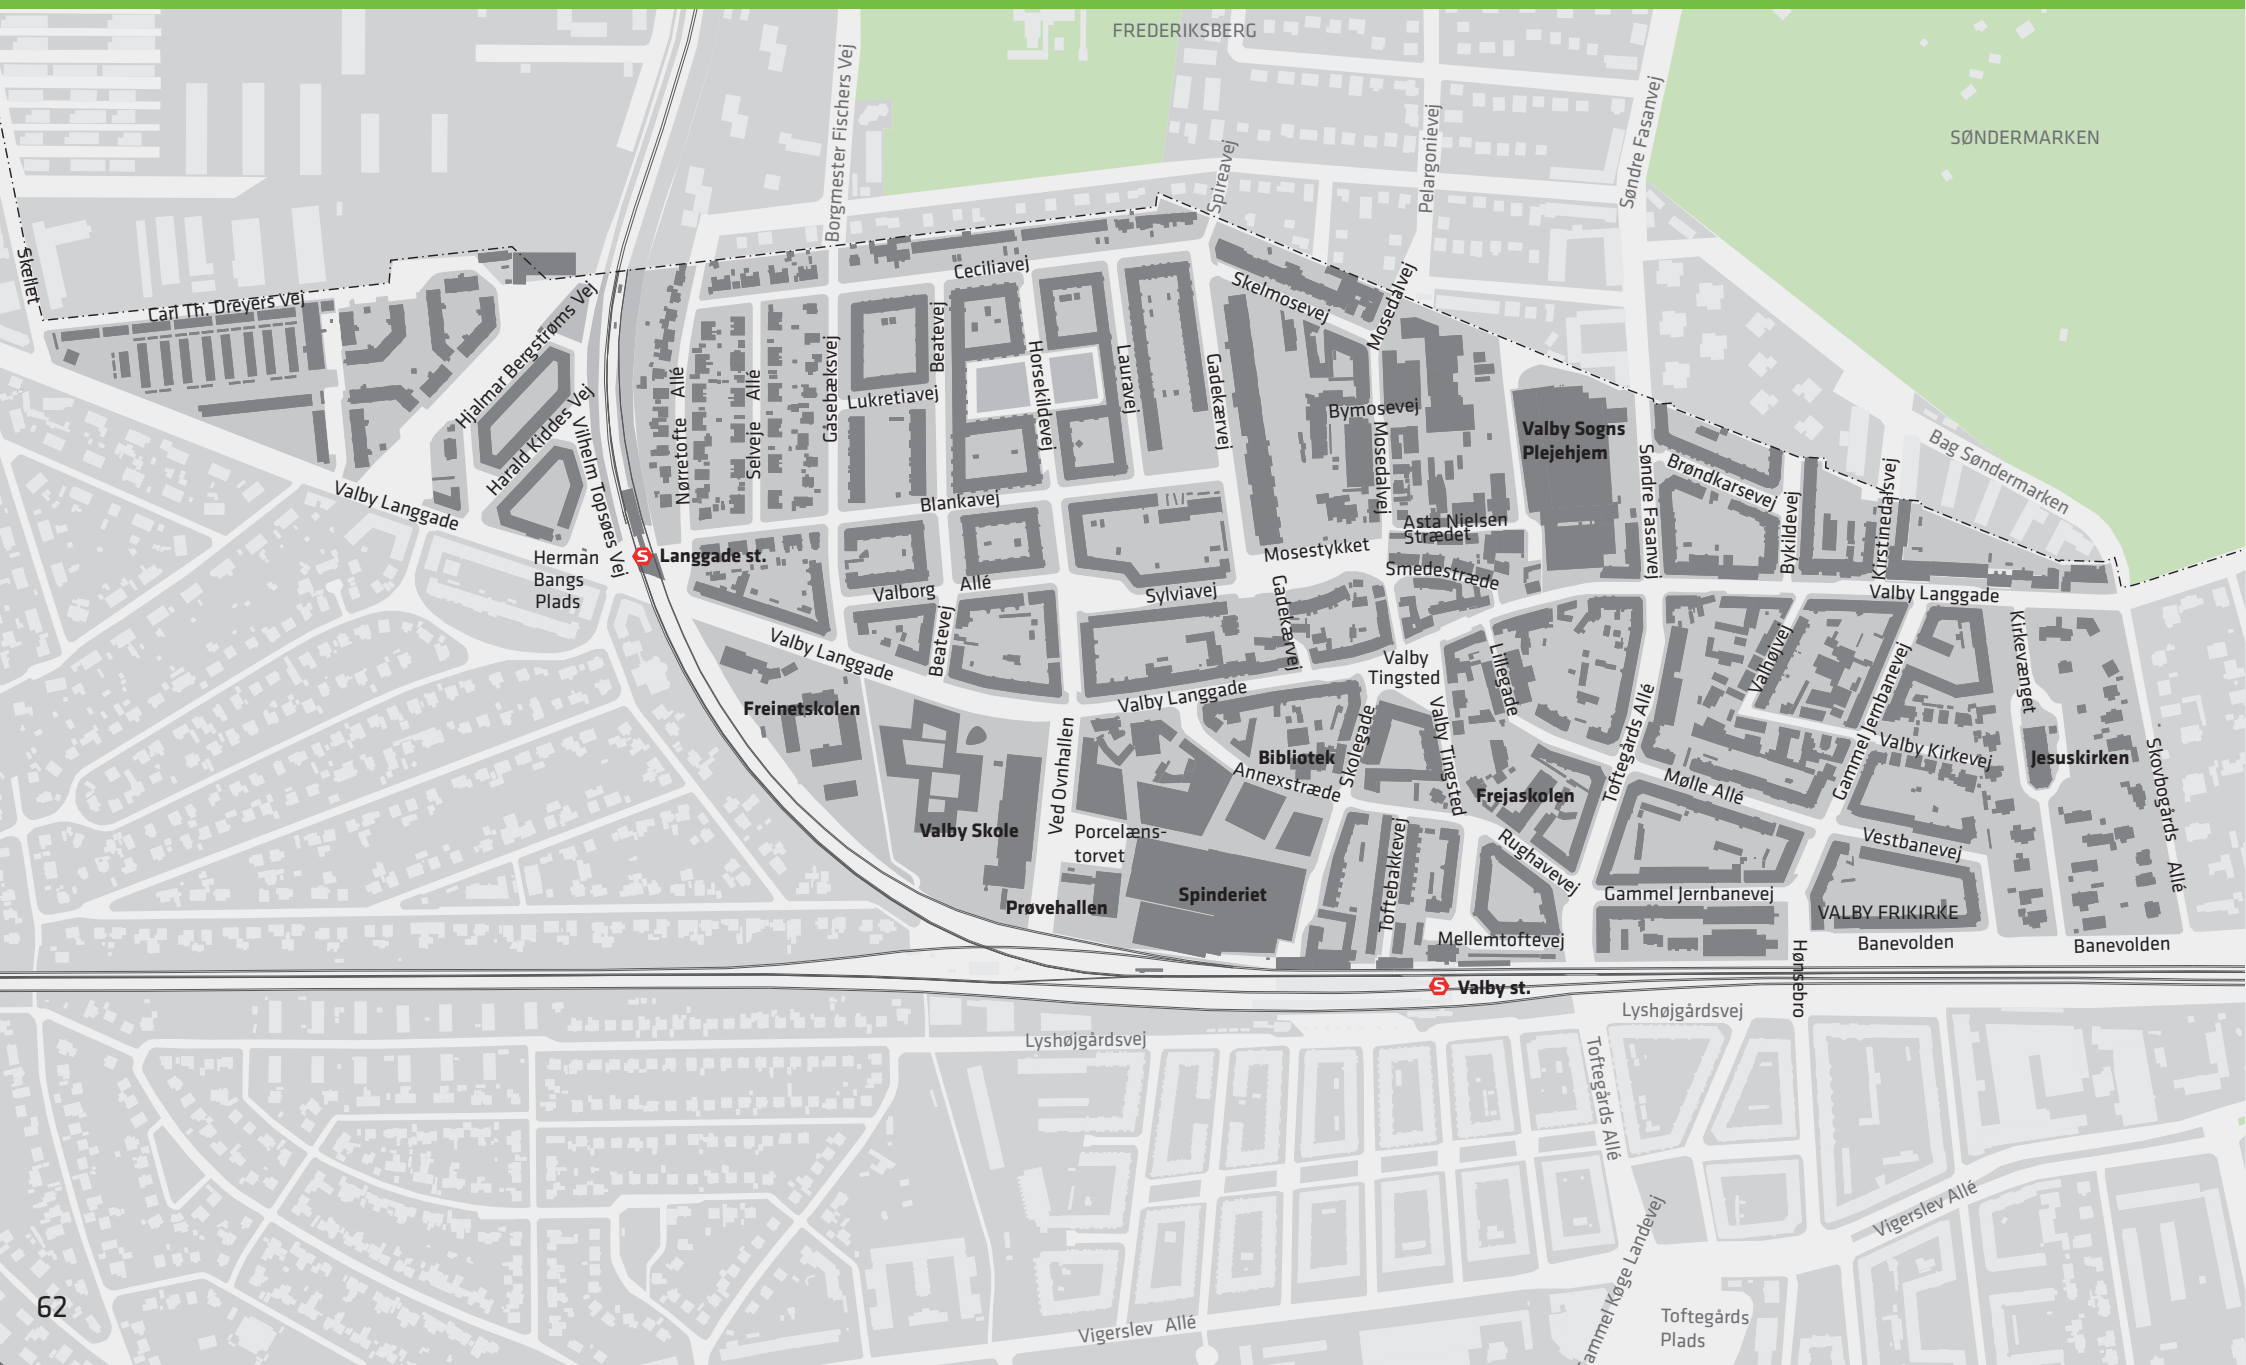 FREDERIKSBERG
SØNDERMARKEN
Borgmester Fischers Vej
Spireavej
Pelargonievej
Søndre Fasanvej
Skellet
Carl Th. Dreyers Vej
Hjalmar Bergstrøms Vej
Harald Kiddes Vej
Vilhelm Topsøes Vej
Valby Langgade
Herman
Bangs
Plads
Langgade st.
Nørretofte Allé
Selveje Allé
Gåsebæksvej
Ceciliavej
Beatevej
Lukretiavej
Horsekildevej
Lauravej
Gadekærvej
Blankavej
Skelmosevej
Mosedalvej
Bymosevej
Mosedalvej
Valby Sogns
Plejehjem
Søndre Fasanvej
Brøndkarsevej
Bykildevej
Kirstinedalsvej
Bag Søndermarken
Asta Nielsen
Strædet
Mosestykket
Smedestræde
Valborg Allé
Sylviavej
Gadekærvej
Beatevej
Valby Langgade
Valby Langgade
Valby Langgade
Valby
Tingsted
Lillegade
Valby Tingsted
Valhøjvej
Gammel Jernbanevej
Kirkevænget
Freinetskolen
Ved Ovnhallen
Bibliotek
Skolegade
Annexstræde
Toftegårds Allé
Mølle Allé
Valby Kirkevej
Jesuskirken
Skovbogårds Allé
Frejaskolen
Valby Skole
Porcelæns-
torvet
Prøvehallen
Spinderiet
Toftebakkevej
Rughavevej
Vestbanevej
Gammel Jernbanevej
VALBY FRIKIRKE
Mellemtoftevej
Banevolden
Banevolden
Hønsebro
Valby st.
Lyshøjgårdsvej
Lyshøjgårdsvej
Toftegårds Allé
Vigerslev Allé
Gammel Køge Landevej
Toftegårds
Plads
Vigerslev Allé
62